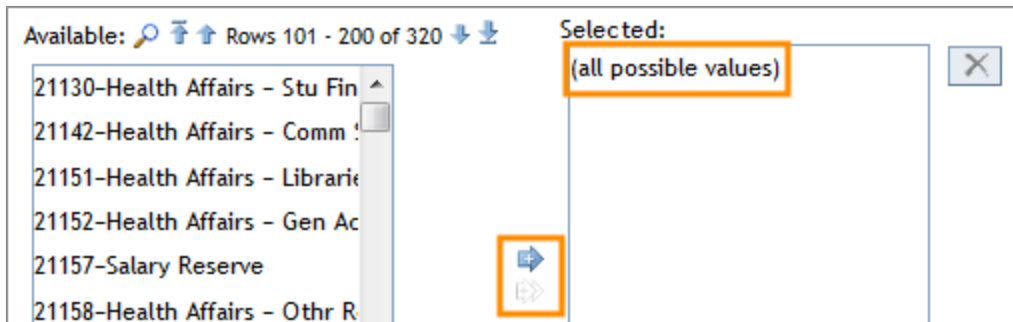 Available: Rows 101 - 200 of 320
Selected:
(all possible values)
21130-Health Affairs - Stu Fin
21142-Health Affairs - Comm
21151-Health Affairs - Librarie
21152-Health Affairs - Gen Ac
21157-Salary Reserve
21158-Health Affairs - Othr R